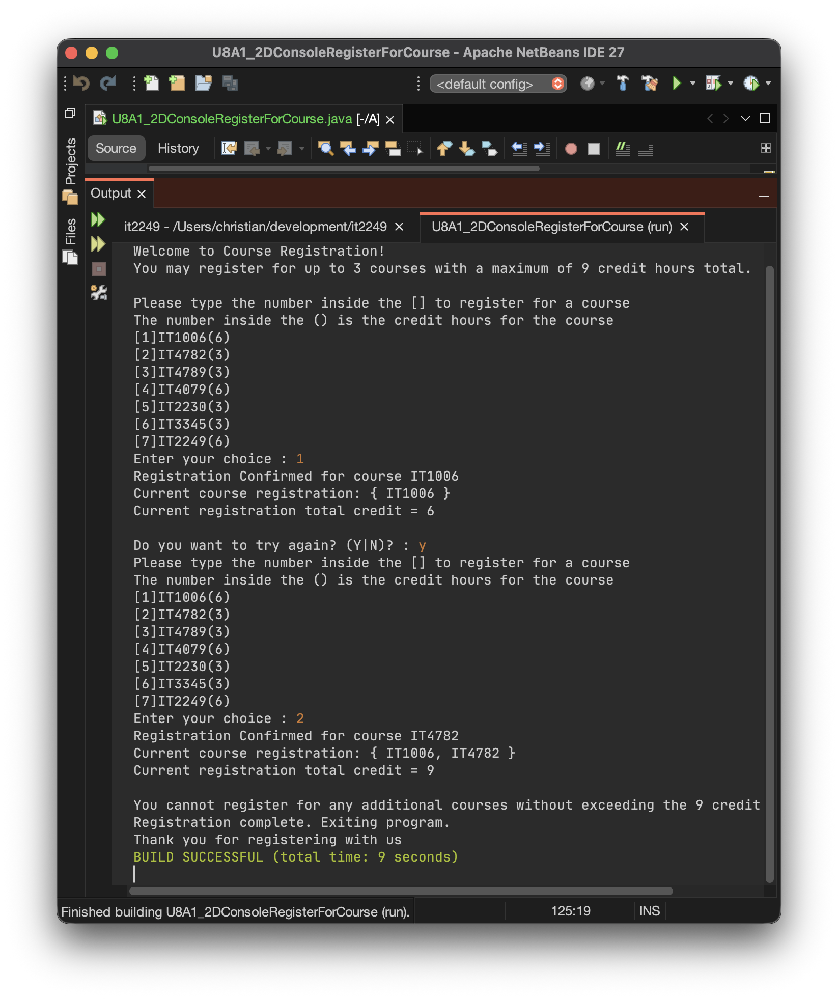 U8A1_2DConsoleRegisterForCourse - Apache NetBeans IDE 27
<default config>
U8A1_2DConsoleRegisterForCourse.java [-/A]
Source History
Projects
Files
Output
it2249 - /Users/christian/development/it2249
U8A1_2DConsoleRegisterForCourse (run)
Welcome to Course Registration!
You may register for up to 3 courses with a maximum of 9 credit hours total.
Please type the number inside the [] to register for a course
The number inside the () is the credit hours for the course
[1]IT1006(6)
[2]IT4782(3)
[3]IT4789(3)
[4]IT4079(6)
[5]IT2230(3)
[6]IT3345(3)
[7]IT2249(6)
Enter your choice : 1
Registration Confirmed for course IT1006
Current course registration: { IT1006 }
Current registration total credit = 6
Do you want to try again? (Y|N)? : y
Please type the number inside the [] to register for a course
The number inside the () is the credit hours for the course
[1]IT1006(6)
[2]IT4782(3)
[3]IT4789(3)
[4]IT4079(6)
[5]IT2230(3)
[6]IT3345(3)
[7]IT2249(6)
Enter your choice : 2
Registration Confirmed for course IT4782
Current course registration: { IT1006, IT4782 }
Current registration total credit = 9
You cannot register for any additional courses without exceeding the 9 credit
Registration complete. Exiting program.
Thank you for registering with us
BUILD SUCCESSFUL (total time: 9 seconds)
Finished building U8A1_2DConsoleRegisterForCourse (run).
125:19
INS